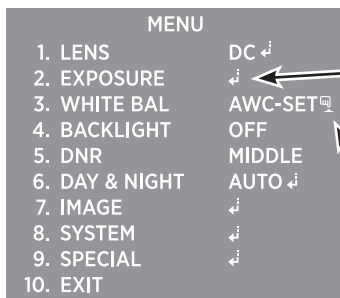 MENU
1. LENS DC ↲
2. EXPOSURE ↲
3. WHITE BAL AWC-SET
4. BACKLIGHT OFF
5. DNR MIDDLE
6. DAY & NIGHT AUTO ↲
7. IMAGE ↲
8. SYSTEM ↲
9. SPECIAL ↲
10. EXIT